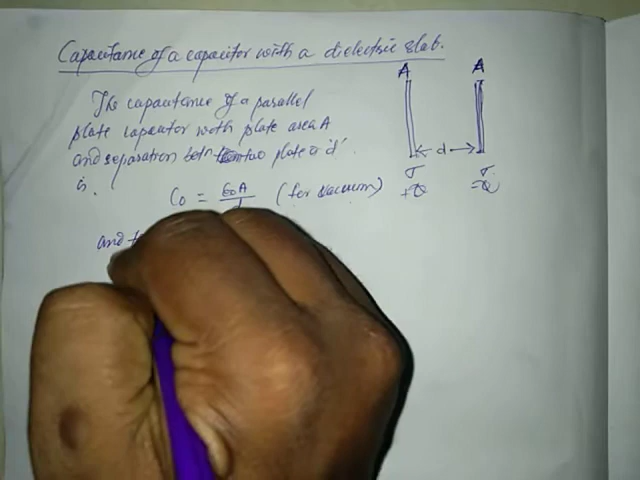 Capacitance of a capacitor with a dielectric slab.
The capacitance of a parallel
plate capacitor with plate area A
and separation betn two plate is 'd'
is.
C₀ = ε₀A/d (for vacuum)
and
A A
← d →
σ σ
+Q -Q